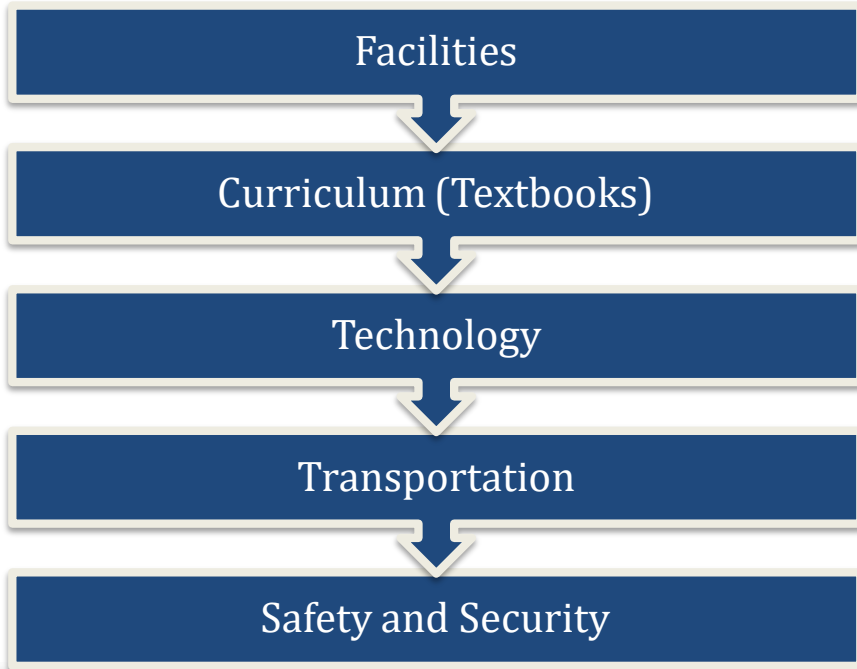 Facilities
Curriculum (Textbooks)
Technology
Transportation
Safety and Security